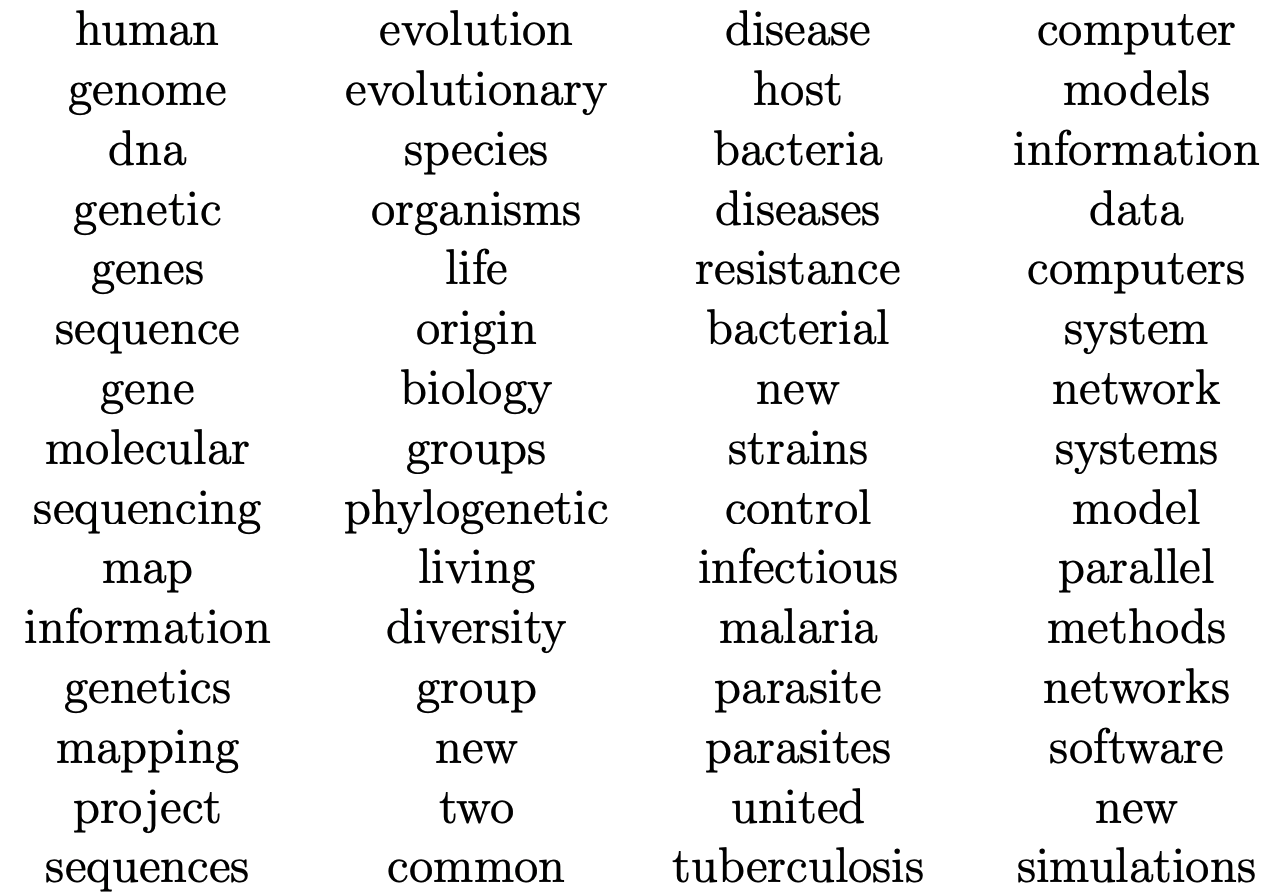 human evolution disease computer
genome evolutionary host models
dna species bacteria information
genetic organisms diseases data
genes life resistance computers
sequence origin bacterial system
gene biology new network
molecular groups strains systems
sequencing phylogenetic control model
map living infectious parallel
information diversity malaria methods
genetics group parasite networks
mapping new parasites software
project two united new
sequences common tuberculosis simulations